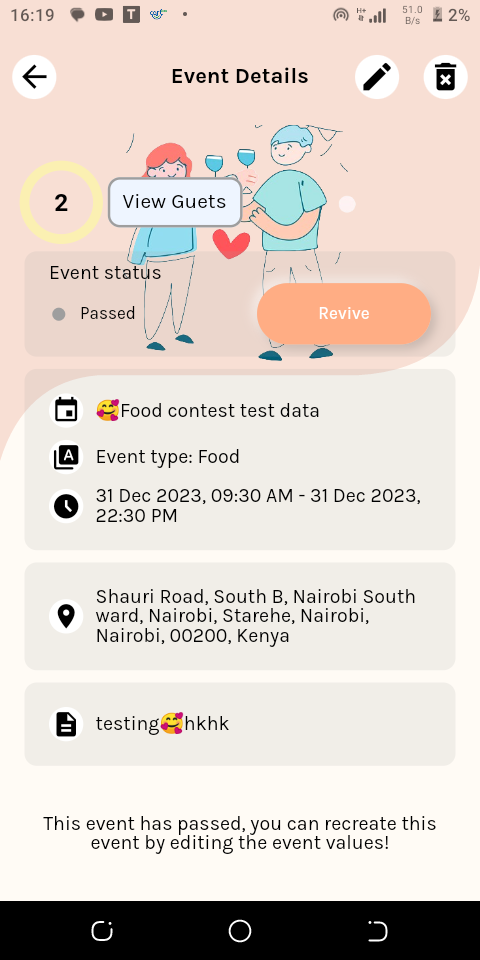 16:19
T
H+
51.0
B/s
2%
Event Details
2
View Guets
Event status
Passed
Revive
🥰Food contest test data
A
Event type: Food
31 Dec 2023, 09:30 AM - 31 Dec 2023,
22:30 PM
Shauri Road, South B, Nairobi South
ward, Nairobi, Starehe, Nairobi,
Nairobi, 00200, Kenya
testing🥰hkhk
This event has passed, you can recreate this
event by editing the event values!